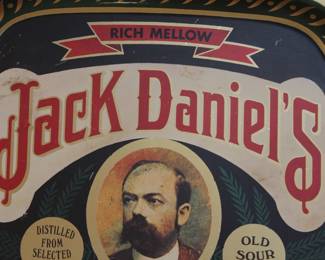 RICH MELLOW
Jack Daniel's
DISTILLED
FROM
SELECTED
OLD
SOUR